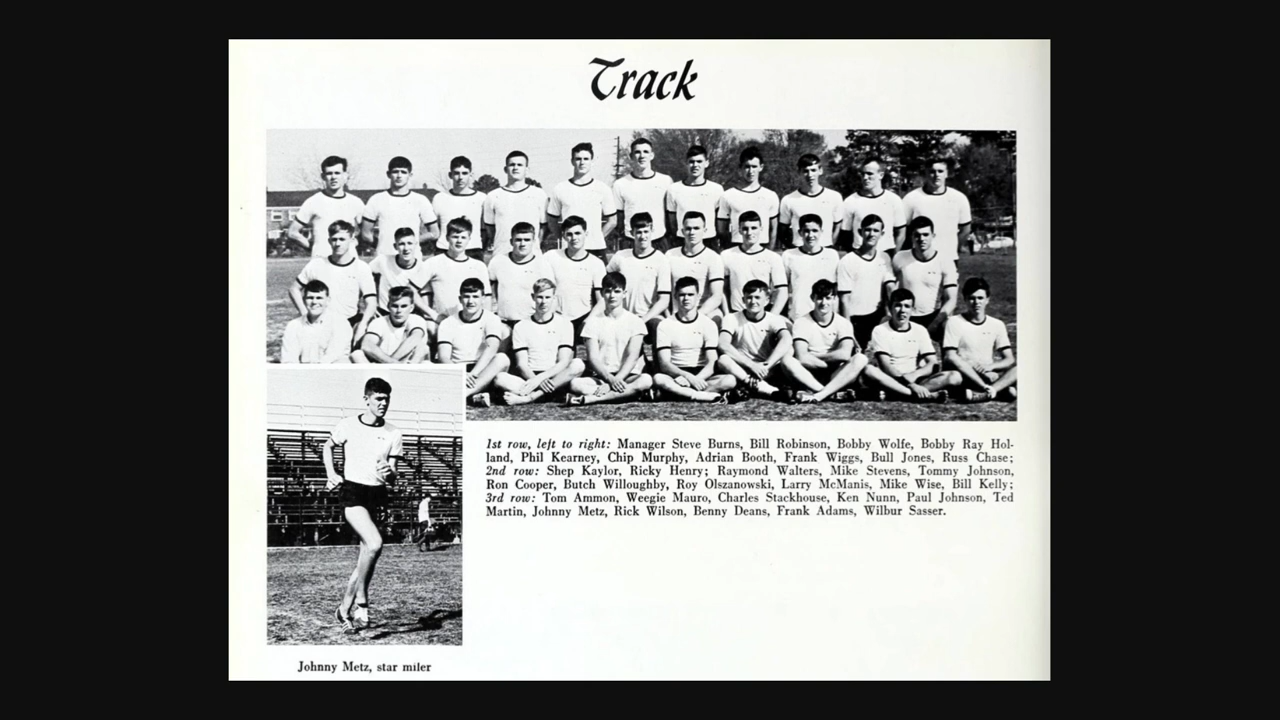 Track
1st row, left to right: Manager Steve Burns, Bill Robinson, Bobby Wolfe, Bobby Ray Hol-
land, Phil Kearney, Chip Murphy, Adrian Booth, Frank Wiggs, Bull Jones, Russ Chase;
2nd row: Shep Kaylor, Ricky Henry; Raymond Walters, Mike Stevens, Tommy Johnson,
Ron Cooper, Butch Willoughby, Roy Olszanowski, Larry McManis, Mike Wise, Bill Kelly;
3rd row: Tom Ammon, Weegie Mauro, Charles Stackhouse, Ken Nunn, Paul Johnson, Ted
Martin, Johnny Metz, Rick Wilson, Benny Deans, Frank Adams, Wilbur Sasser.
Johnny Metz, star miler